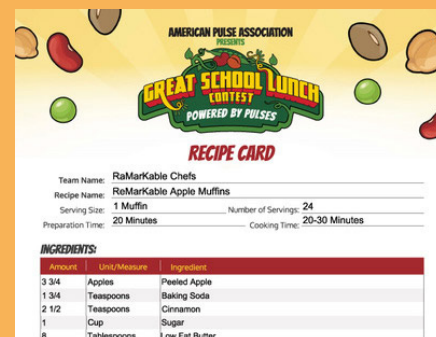 AMERICAN PULSE ASSOCIATION
PRESENTS
GREAT SCHOOL LUNCH
CONTEST
POWERED BY PULSES
RECIPE CARD
Team Name: RaMarKable Chefs
Recipe Name: ReMarKable Apple Muffins
Serving Size: 1 Muffin Number of Servings: 24
Preparation Time: 20 Minutes Cooking Time: 20-30 Minutes
INGREDIENTS:
Amount Unit/Measure Ingredient
3 3/4 Apples Peeled Apple
1 3/4 Teaspoons Baking Soda
2 1/2 Teaspoons Cinnamon
1 Cup Sugar
8 Tablespoons Low Fat Butter